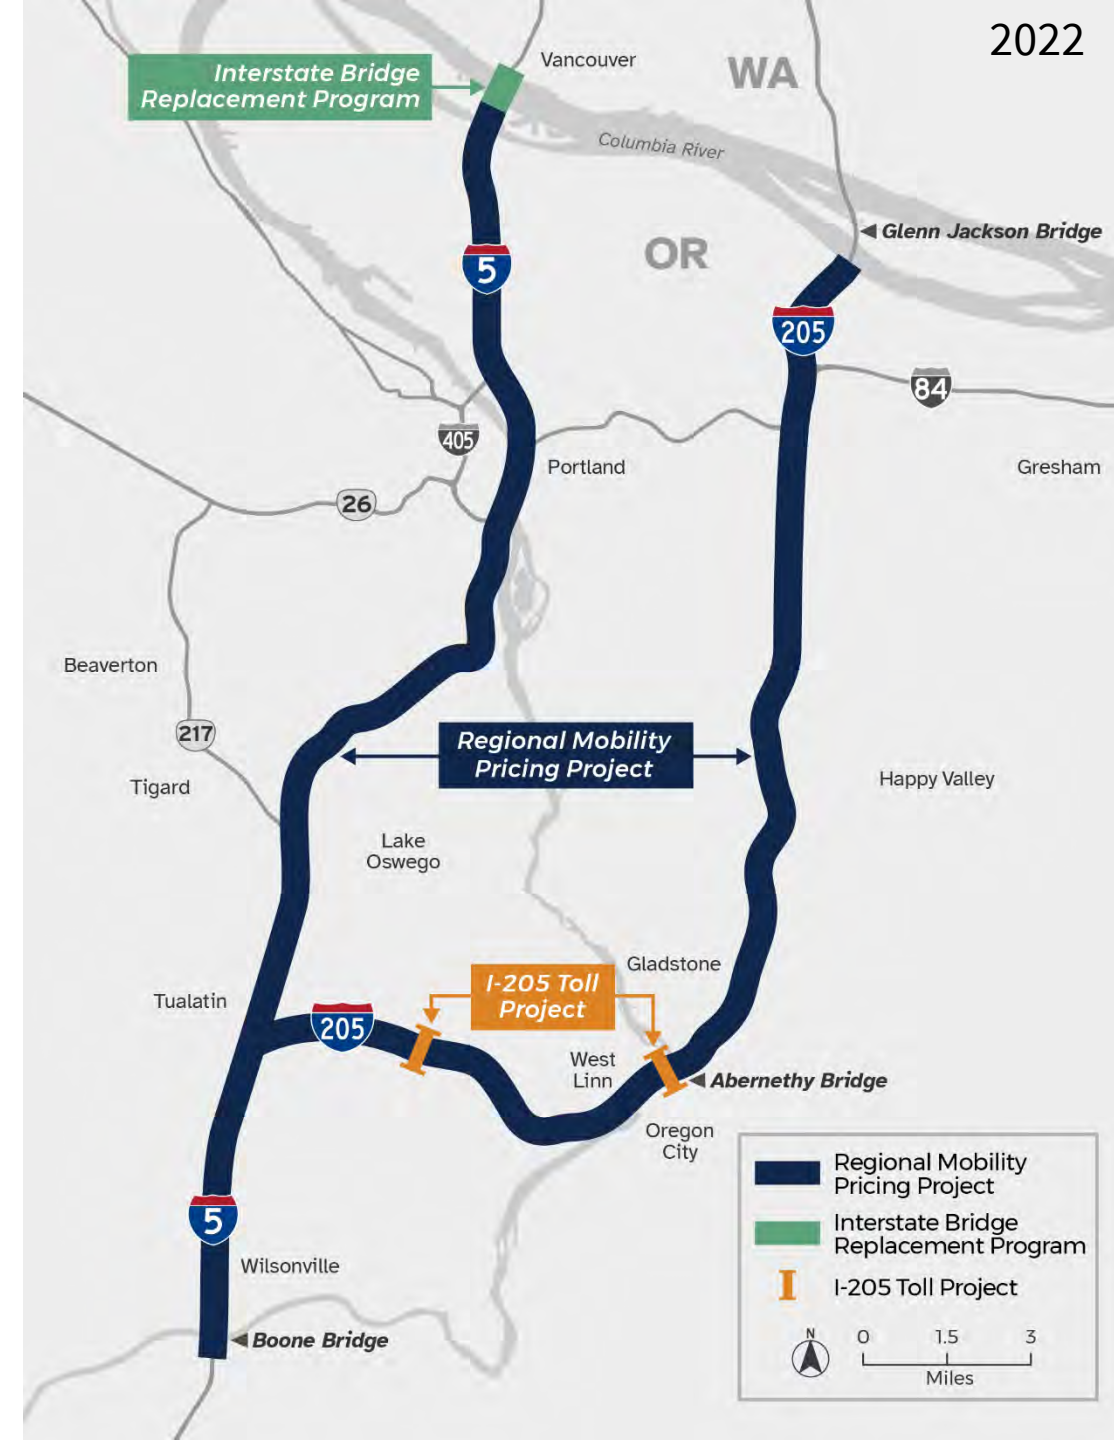 2022
Interstate Bridge
Replacement Program
Vancouver
WA
Columbia River
Glenn Jackson Bridge
OR
5
205
84
405
Portland
Gresham
26
Beaverton
217
Regional Mobility
Pricing Project
Tigard
Happy Valley
Lake
Oswego
Gladstone
I-205 Toll
Project
Tualatin
205
West
Linn
Abernethy Bridge
Oregon
City
5
Wilsonville
Boone Bridge
Regional Mobility
Pricing Project
Interstate Bridge
Replacement Program
I-205 Toll Project
N
0 1.5 3
Miles